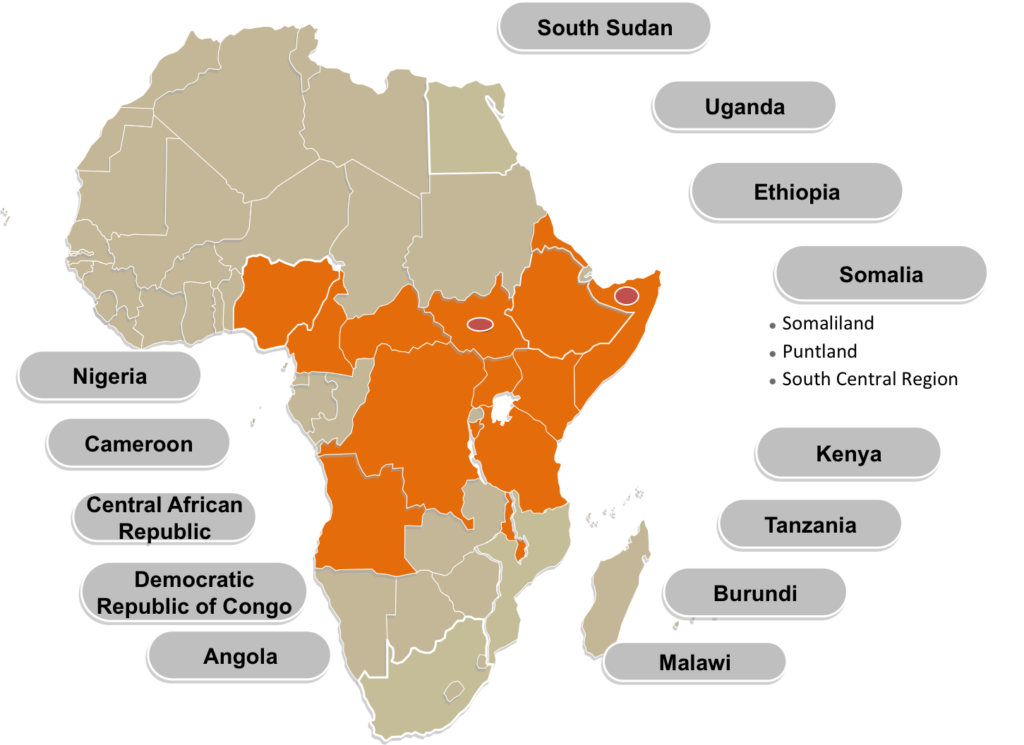 South Sudan
Uganda
Ethiopia
Somalia
• Somaliland
• Puntland
• South Central Region
Nigeria
Cameroon
Central African
Republic
Democratic
Republic of Congo
Angola
Kenya
Tanzania
Burundi
Malawi